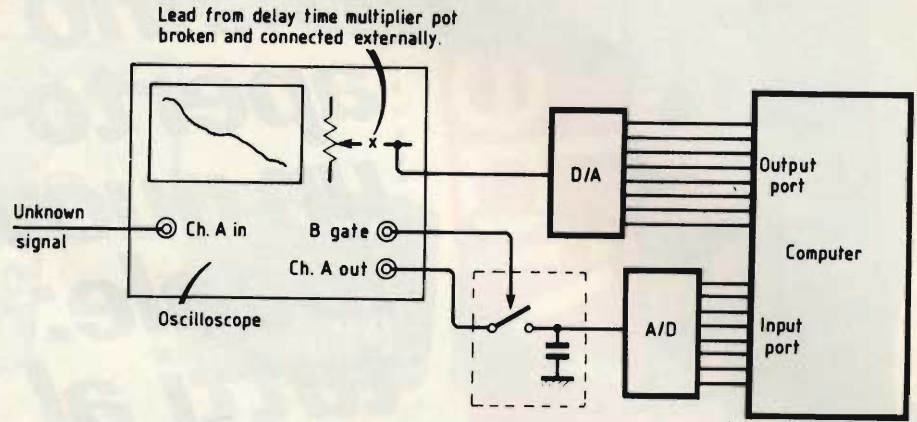 Lead from delay time multiplier pot
broken and connected externally.
x
D/A
Output
port
Unknown
signal
Ch. A in
B gate
Ch. A out
Computer
Oscilloscope
A/D
Input
port